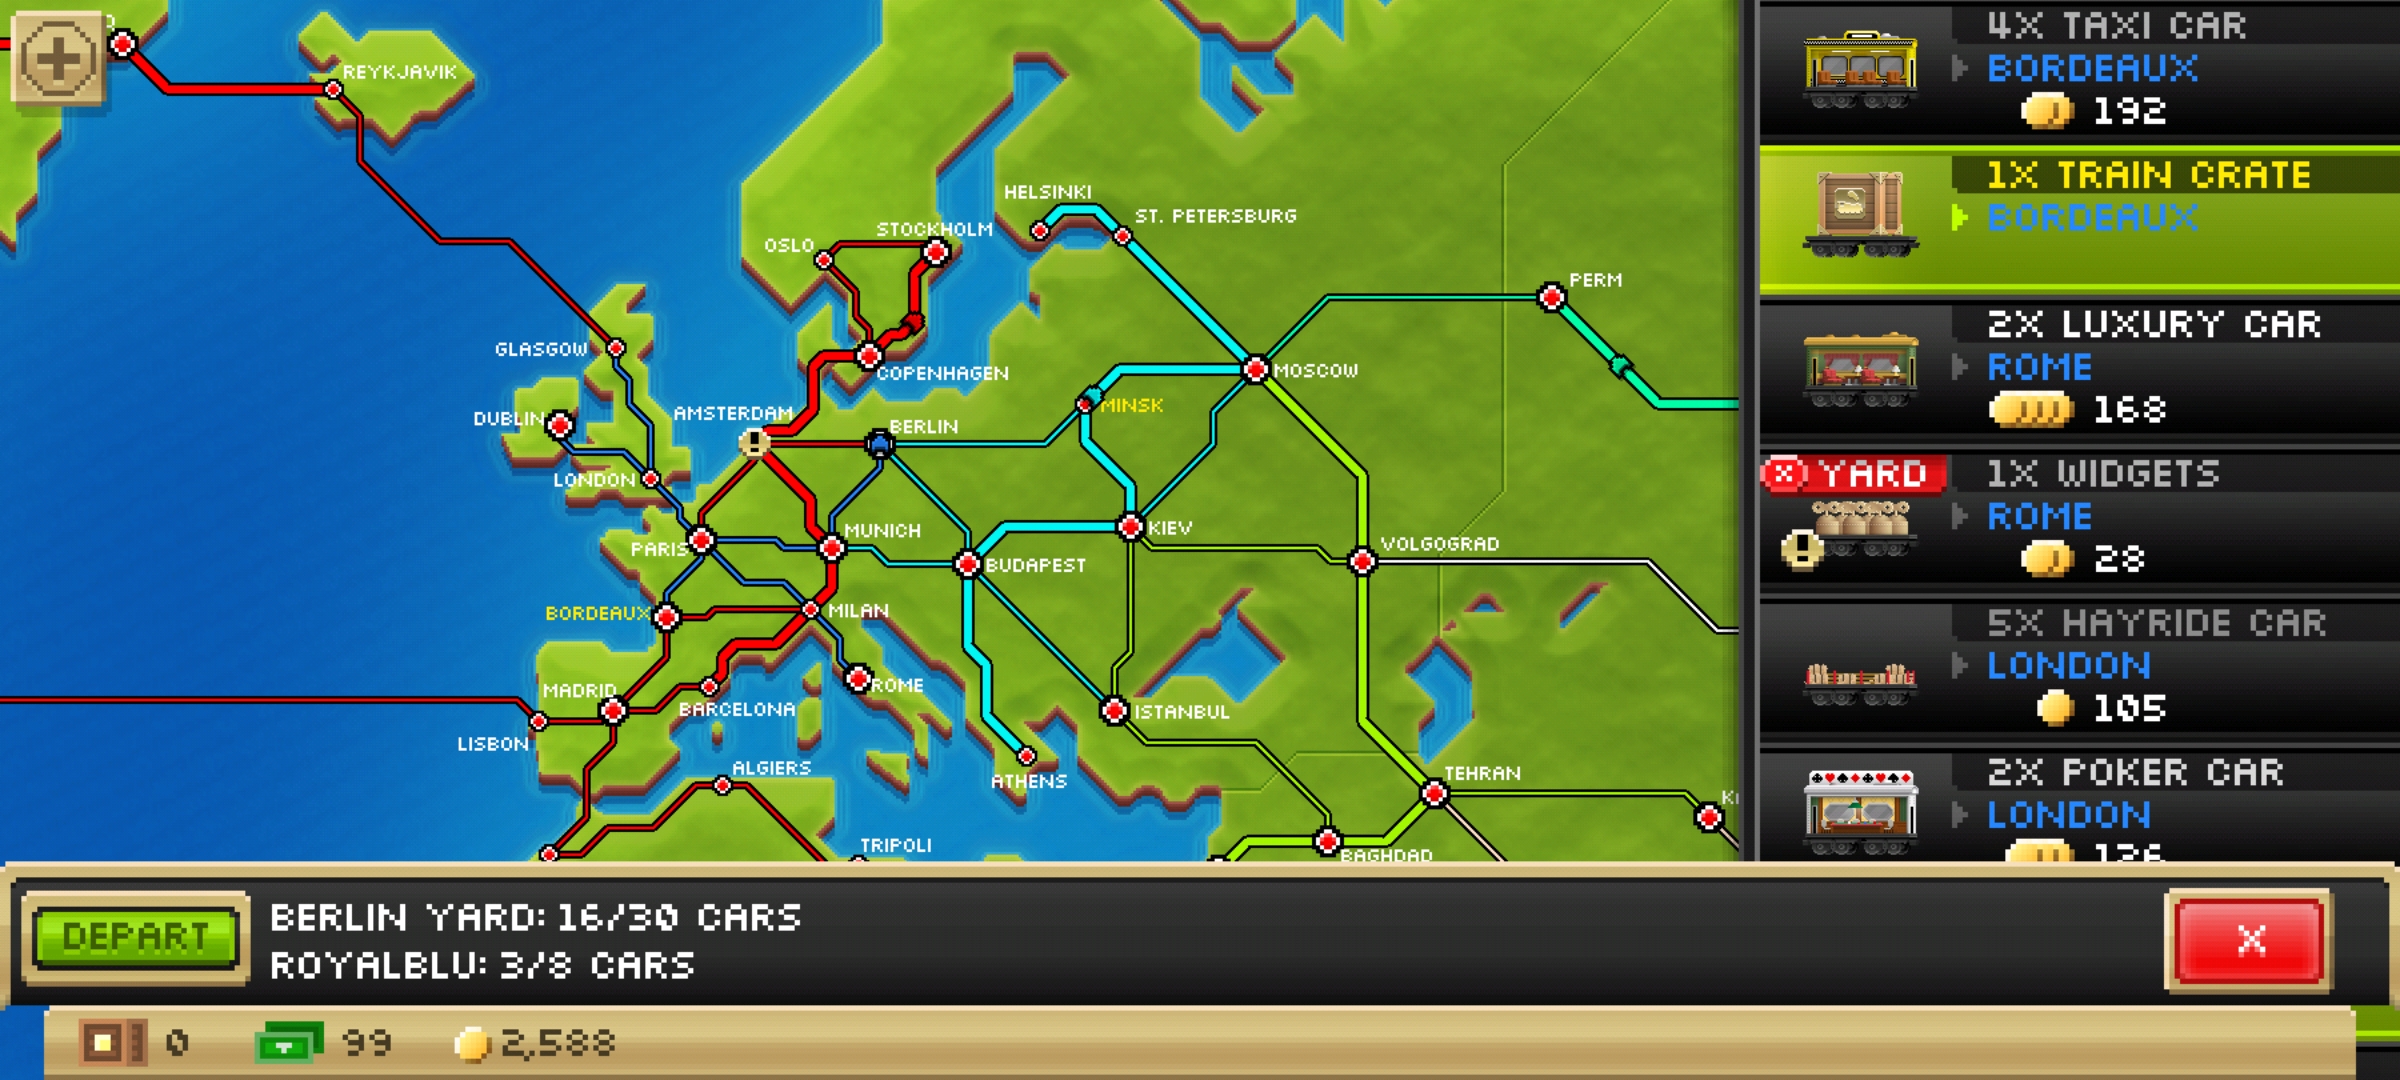 REYKJAVIK
HELSINKI
ST. PETERSBURG
STOCKHOLM
OSLO
PERM
GLASGOW
COPENHAGEN
MOSCOW
MINSK
AMSTERDAM
DUBLIN
BERLIN
LONDON
MUNICH
KIEV
PARIS
VOLGOGRAD
BUDAPEST
BORDEAUX
MILAN
MADRID
ROME
BARCELONA
ISTANBUL
LISBON
ALGIERS
ATHENS
TEHRAN
TRIPOLI
BAGHDAD
4X TAXI CAR
BORDEAUX
192
1X TRAIN CRATE
BORDEAUX
2X LUXURY CAR
ROME
168
X YARD
1X WIDGETS
ROME
! 28
5X HAYRIDE CAR
LONDON
105
2X POKER CAR
LONDON
DEPART
BERLIN YARD: 16/30 CARS
ROYALBLU: 3/8 CARS
X
0 99 2,588